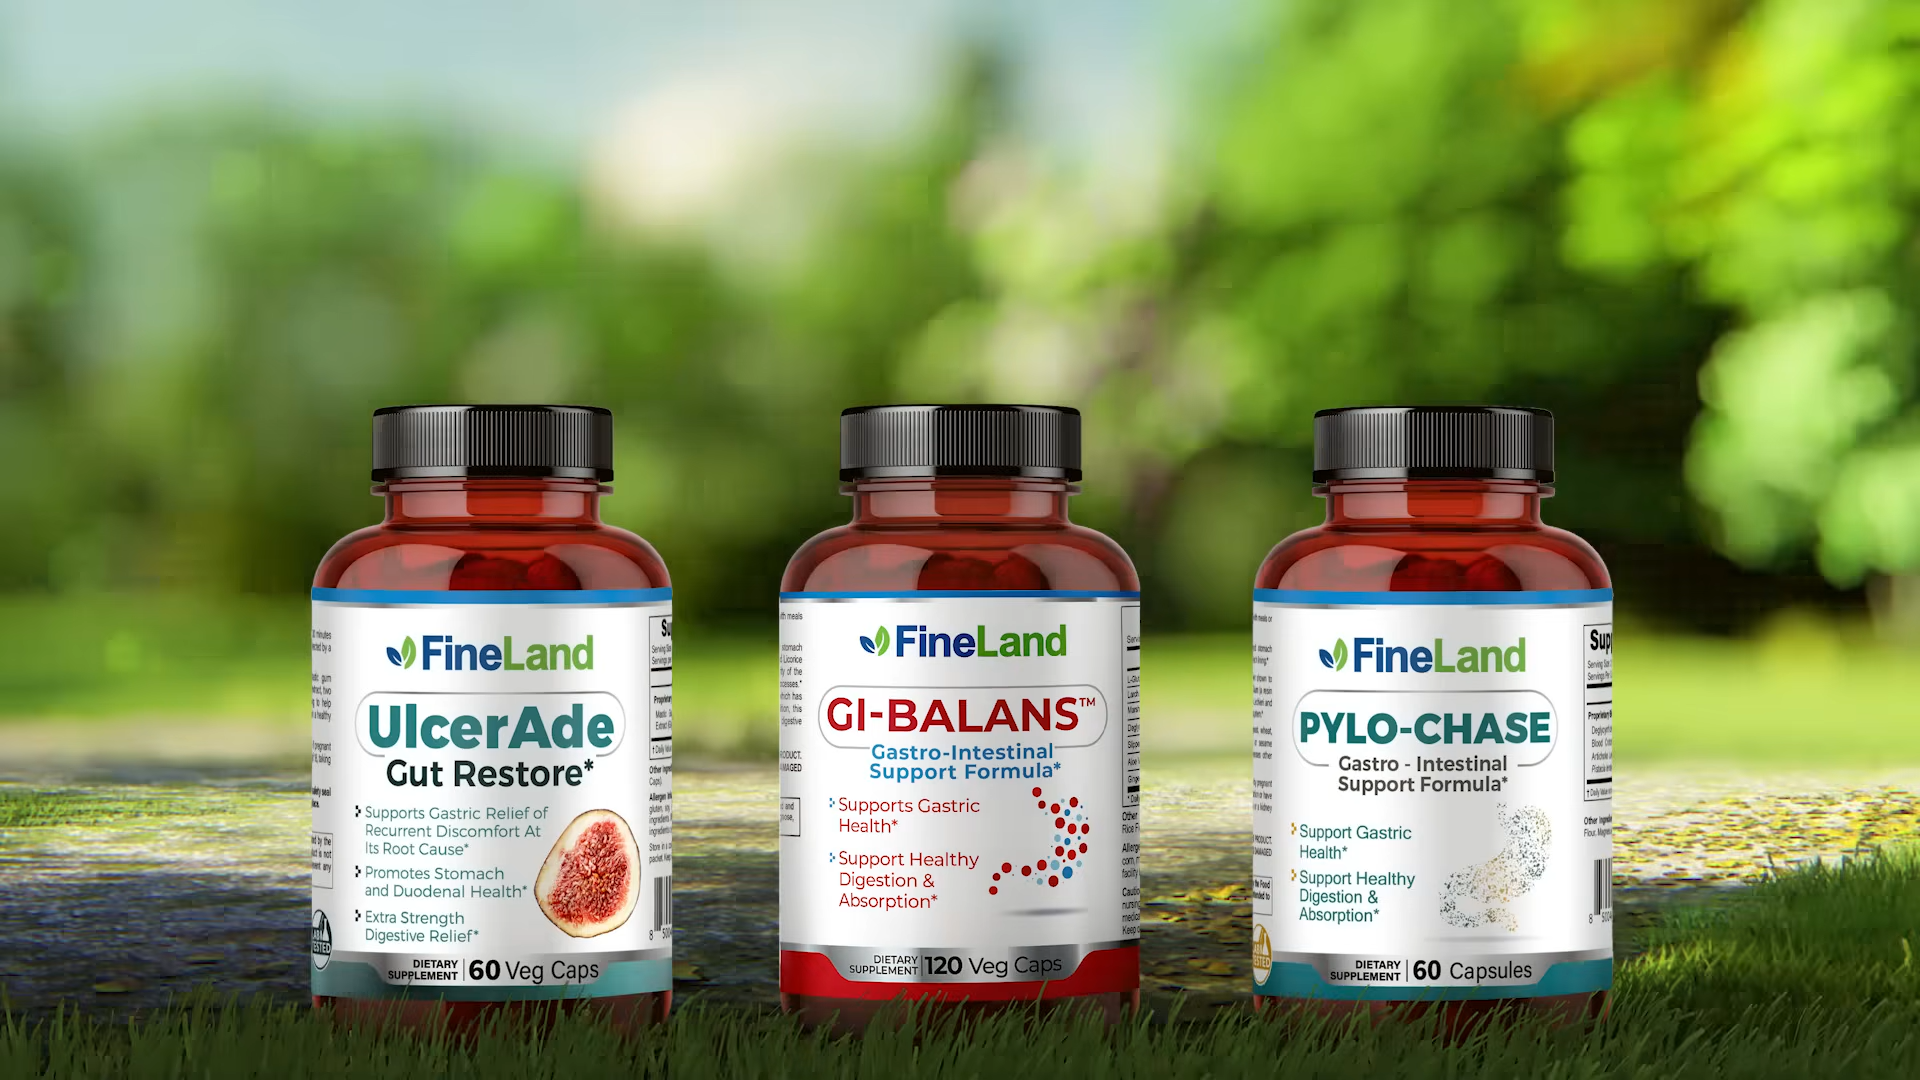 FineLand
UlcerAde
Gut Restore*
Supports Gastric Relief of
Recurrent Discomfort At
Its Root Cause*
Promotes Stomach
and Duodenal Health*
Extra Strength
Digestive Relief*
DIETARY
SUPPLEMENT
60 Veg Caps
FineLand
GI-BALANS™
Gastro-Intestinal
Support Formula*
Supports Gastric
Health*
Support Healthy
Digestion &
Absorption*
DIETARY
SUPPLEMENT
120 Veg Caps
FineLand
PYLO-CHASE
Gastro - Intestinal
Support Formula*
Support Gastric
Health*
Support Healthy
Digestion &
Absorption*
DIETARY
SUPPLEMENT
60 Capsules